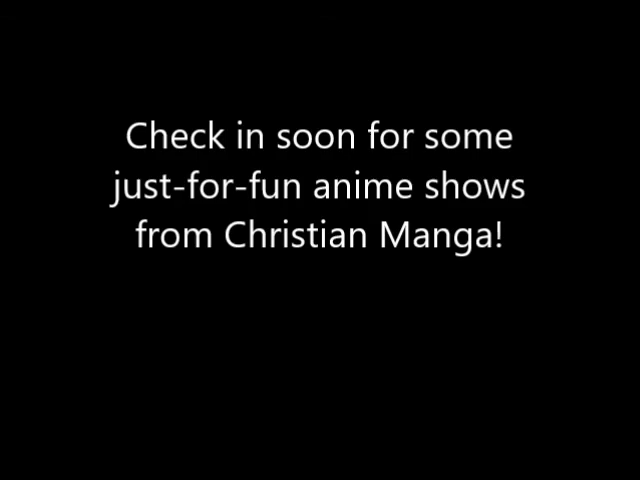 Check in soon for some
just-for-fun anime shows
from Christian Manga!